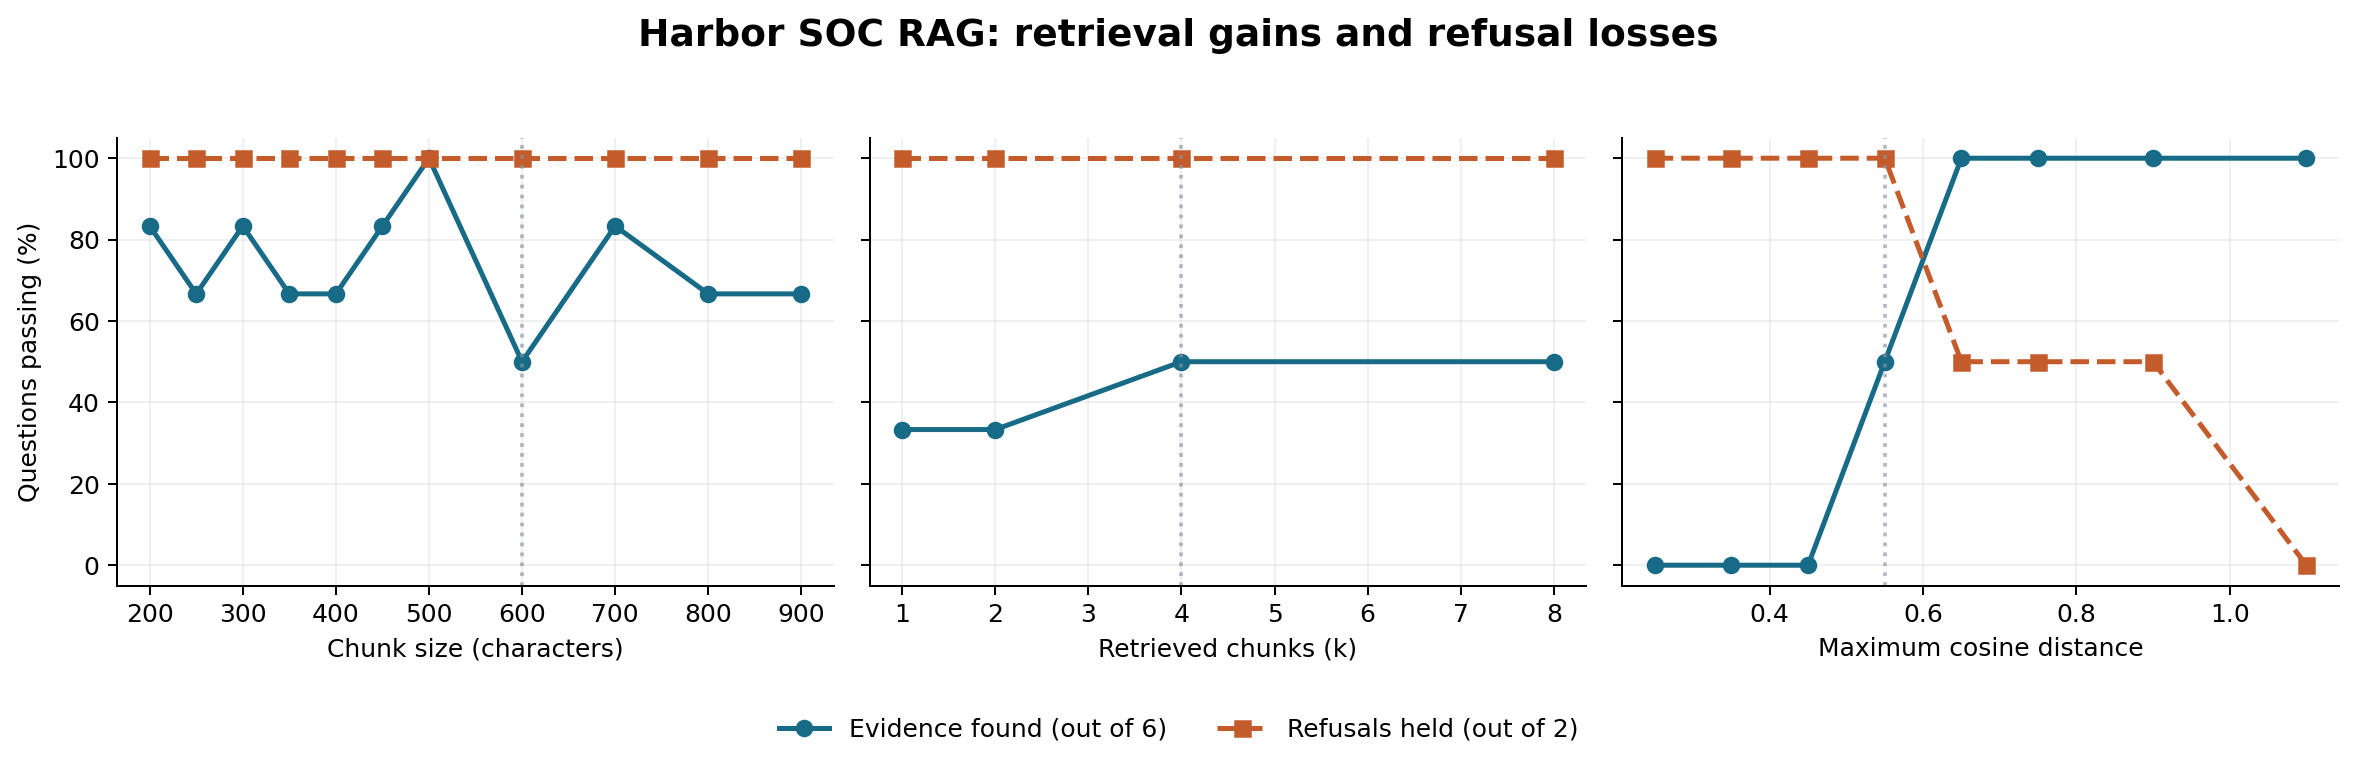 Harbor SOC RAG: retrieval gains and refusal losses
Questions passing (%)
100
80
60
40
20
0
200 300 400 500 600 700 800 900
Chunk size (characters)
1 2 3 4 5 6 7 8
Retrieved chunks (k)
0.4 0.6 0.8 1.0
Maximum cosine distance
Evidence found (out of 6) Refusals held (out of 2)